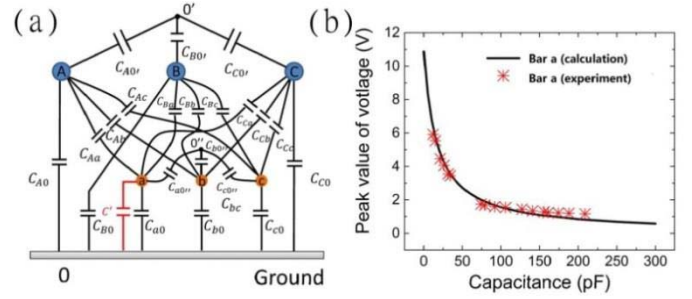 (a)
0'
C_A0'
C_B0'
C_C0'
A
B
C
C_Ac
C_Ba
C_Bb
C_Bc
C_Ca
C_Cb
C_Cc
C_Ab
C_Aa
0''
C_b0''
a
b
c
C_a0''
C_c0''
C_bc
C_A0
C_B0
C'
C_a0
C_b0
C_c0
C_C0
0
Ground
(b)
Peak value of votlage (V)
12
10
8
6
4
2
0
Bar a (calculation)
Bar a (experiment)
0 50 100 150 200 250 300
Capacitance (pF)